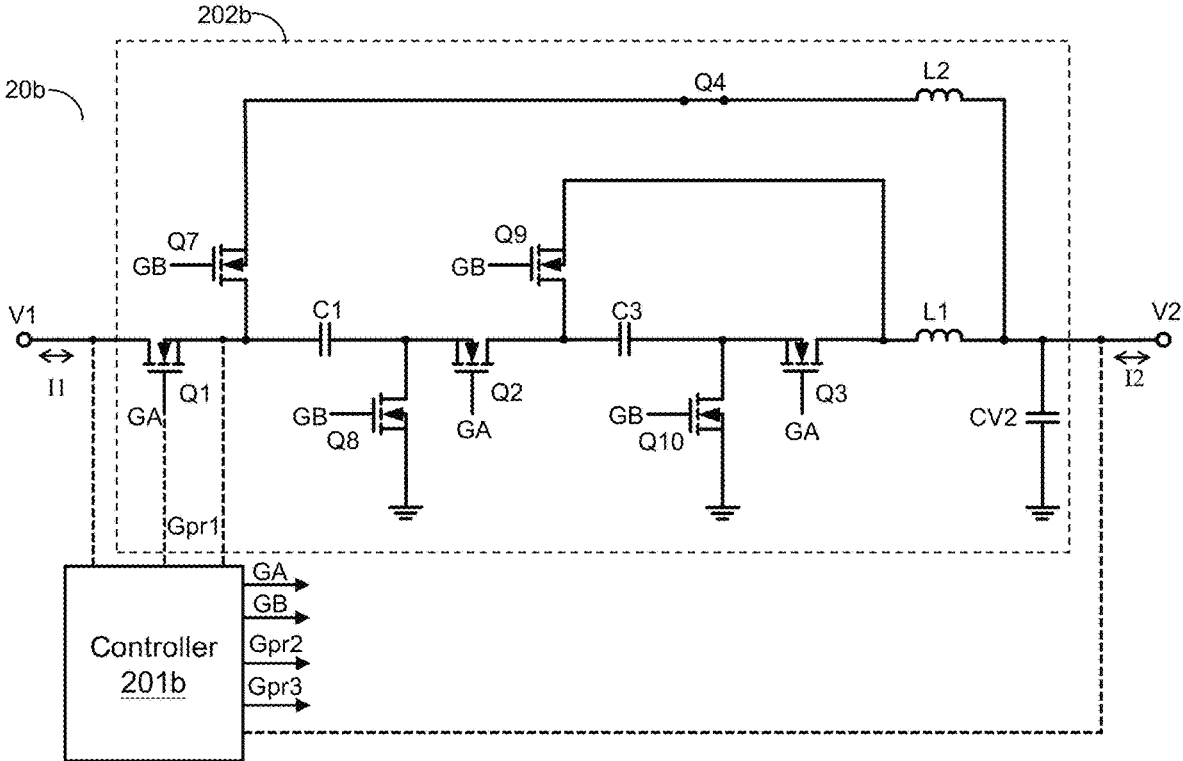 202b
20b
Q4
L2
Q7
GB
Q9
GB
V1
C1
C3
L1
V2
I1
Q1
GA
GB
Q8
Q2
GA
GB
Q10
Q3
GA
CV2
I2
Gpr1
Controller
201b
GA
GB
Gpr2
Gpr3